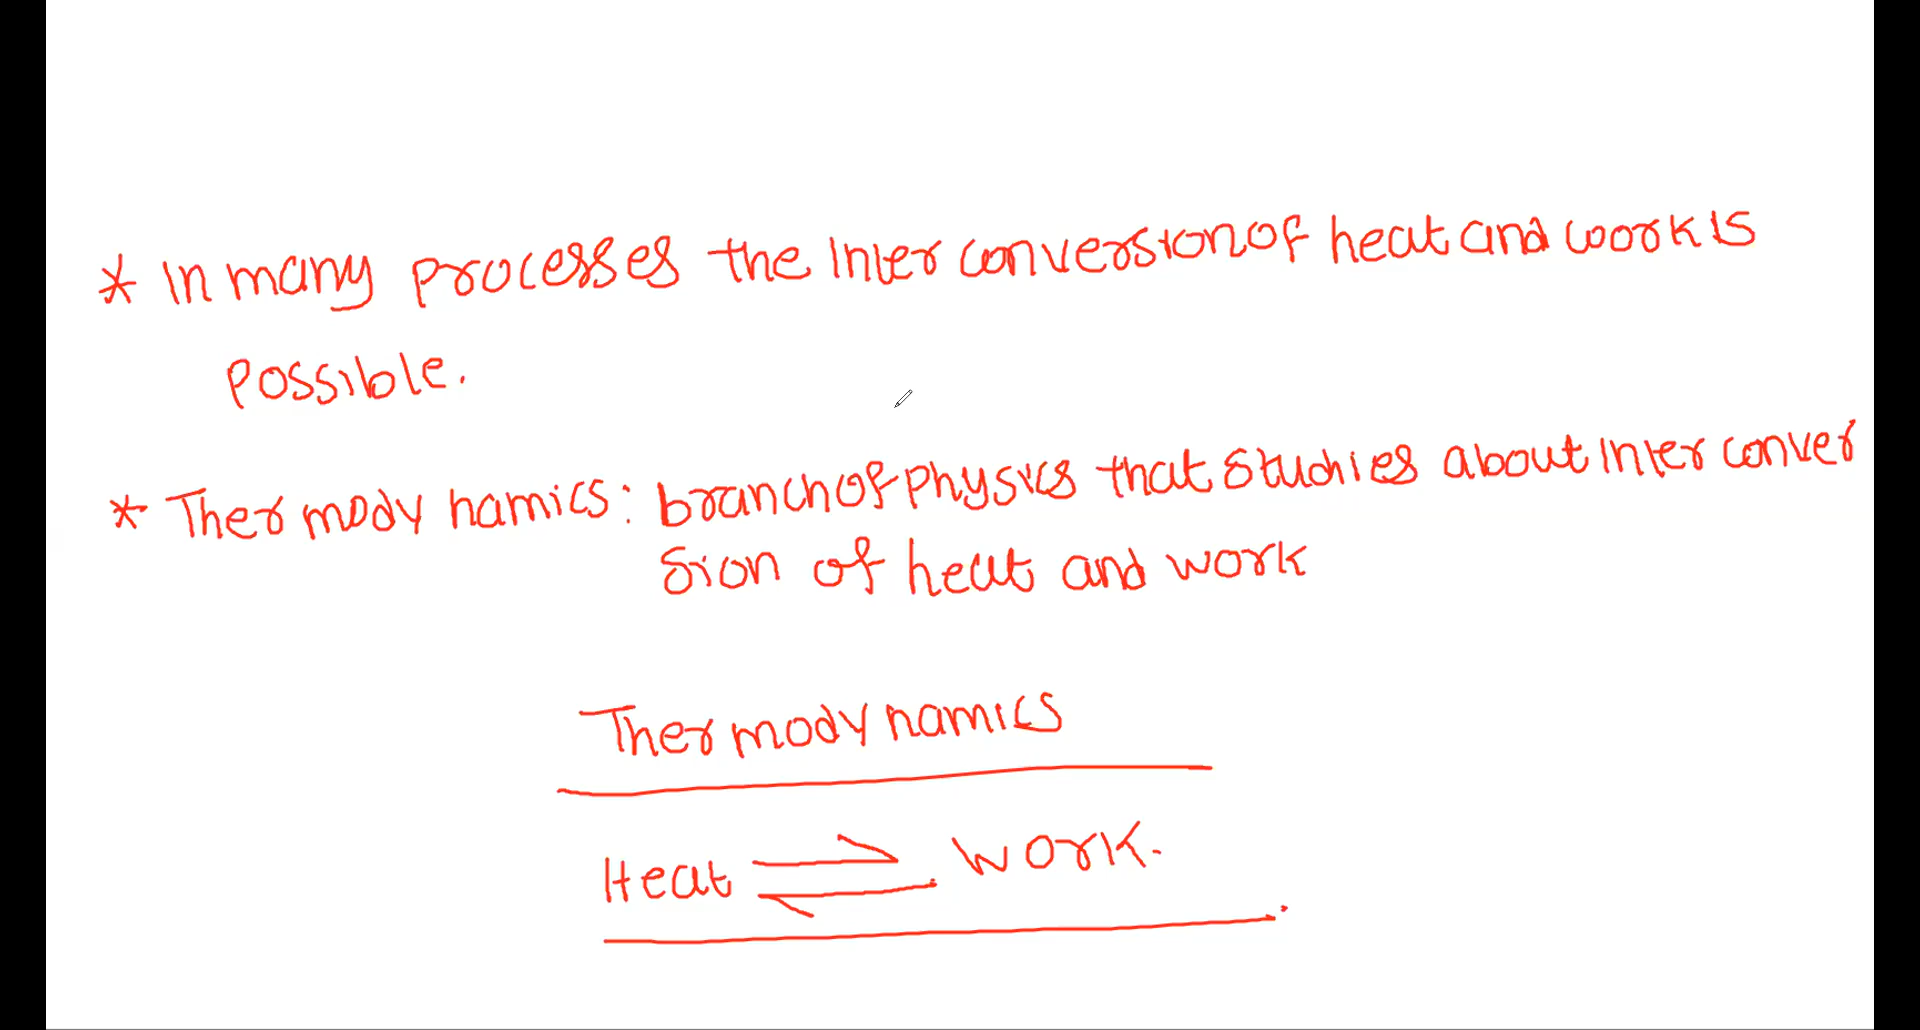 * In many processes the Inter conversion of heat and work is
possible.
* Thermodynamics: branch of physics that studies about Inter conver
sion of heat and work
Thermodynamics
Heat ⇌ work.